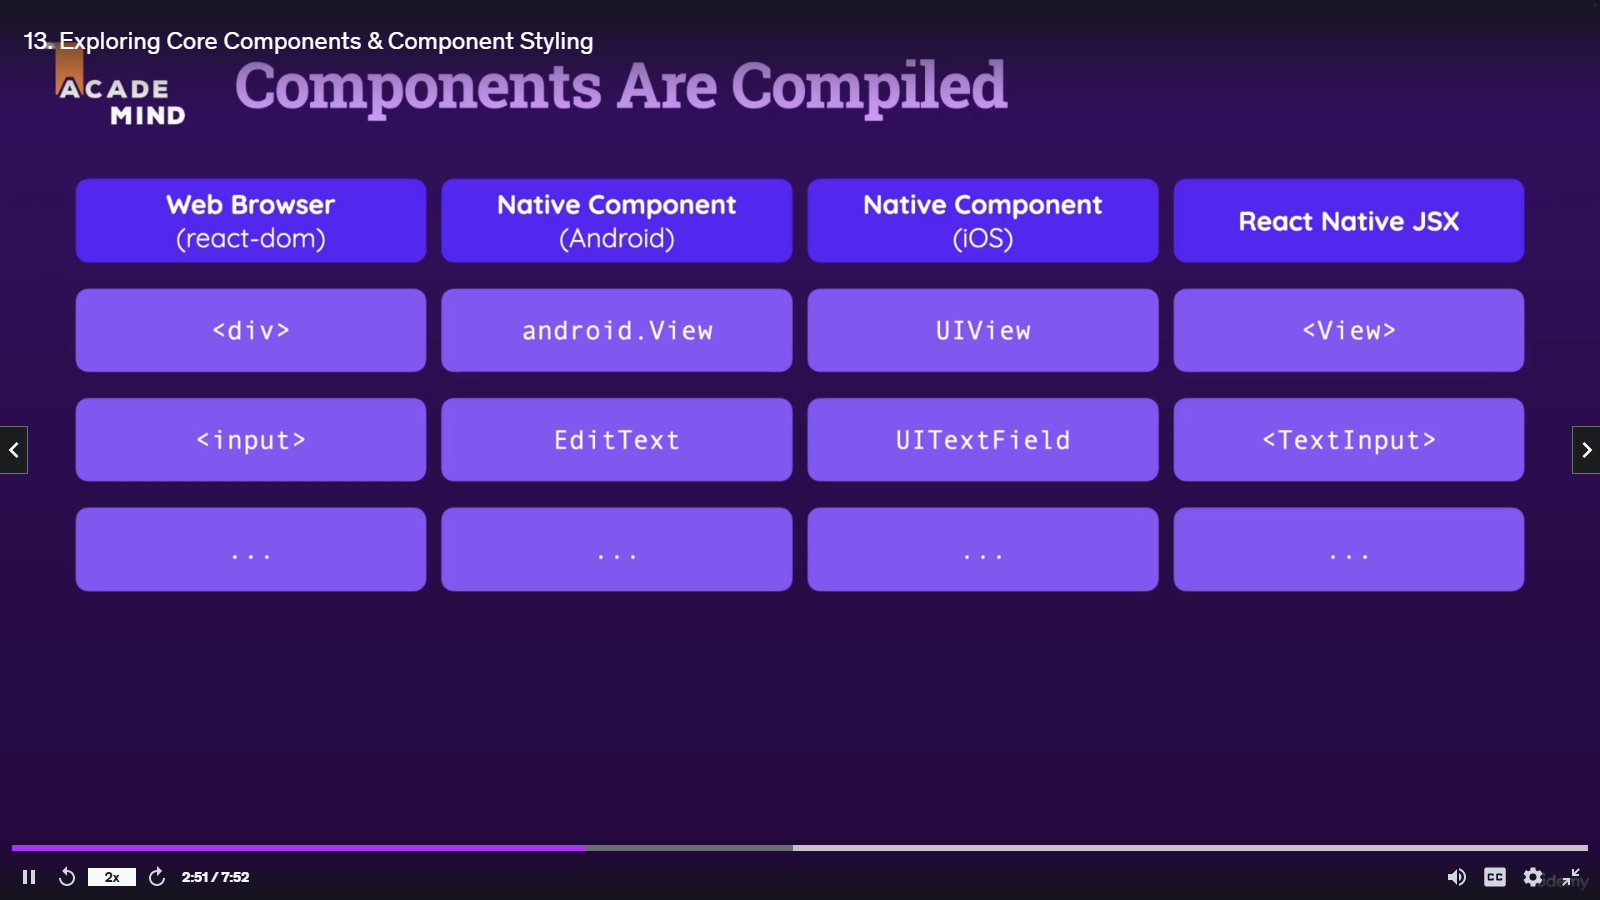 13. Exploring Core Components & Component Styling
ACADE
MIND
Components Are Compiled
Web Browser
(react-dom)
Native Component
(Android)
Native Component
(iOS)
React Native JSX
<div>
android.View
UIView
<View>
<input>
EditText
UITextField
<TextInput>
...
...
...
...
2x
2:51 / 7:52
CC